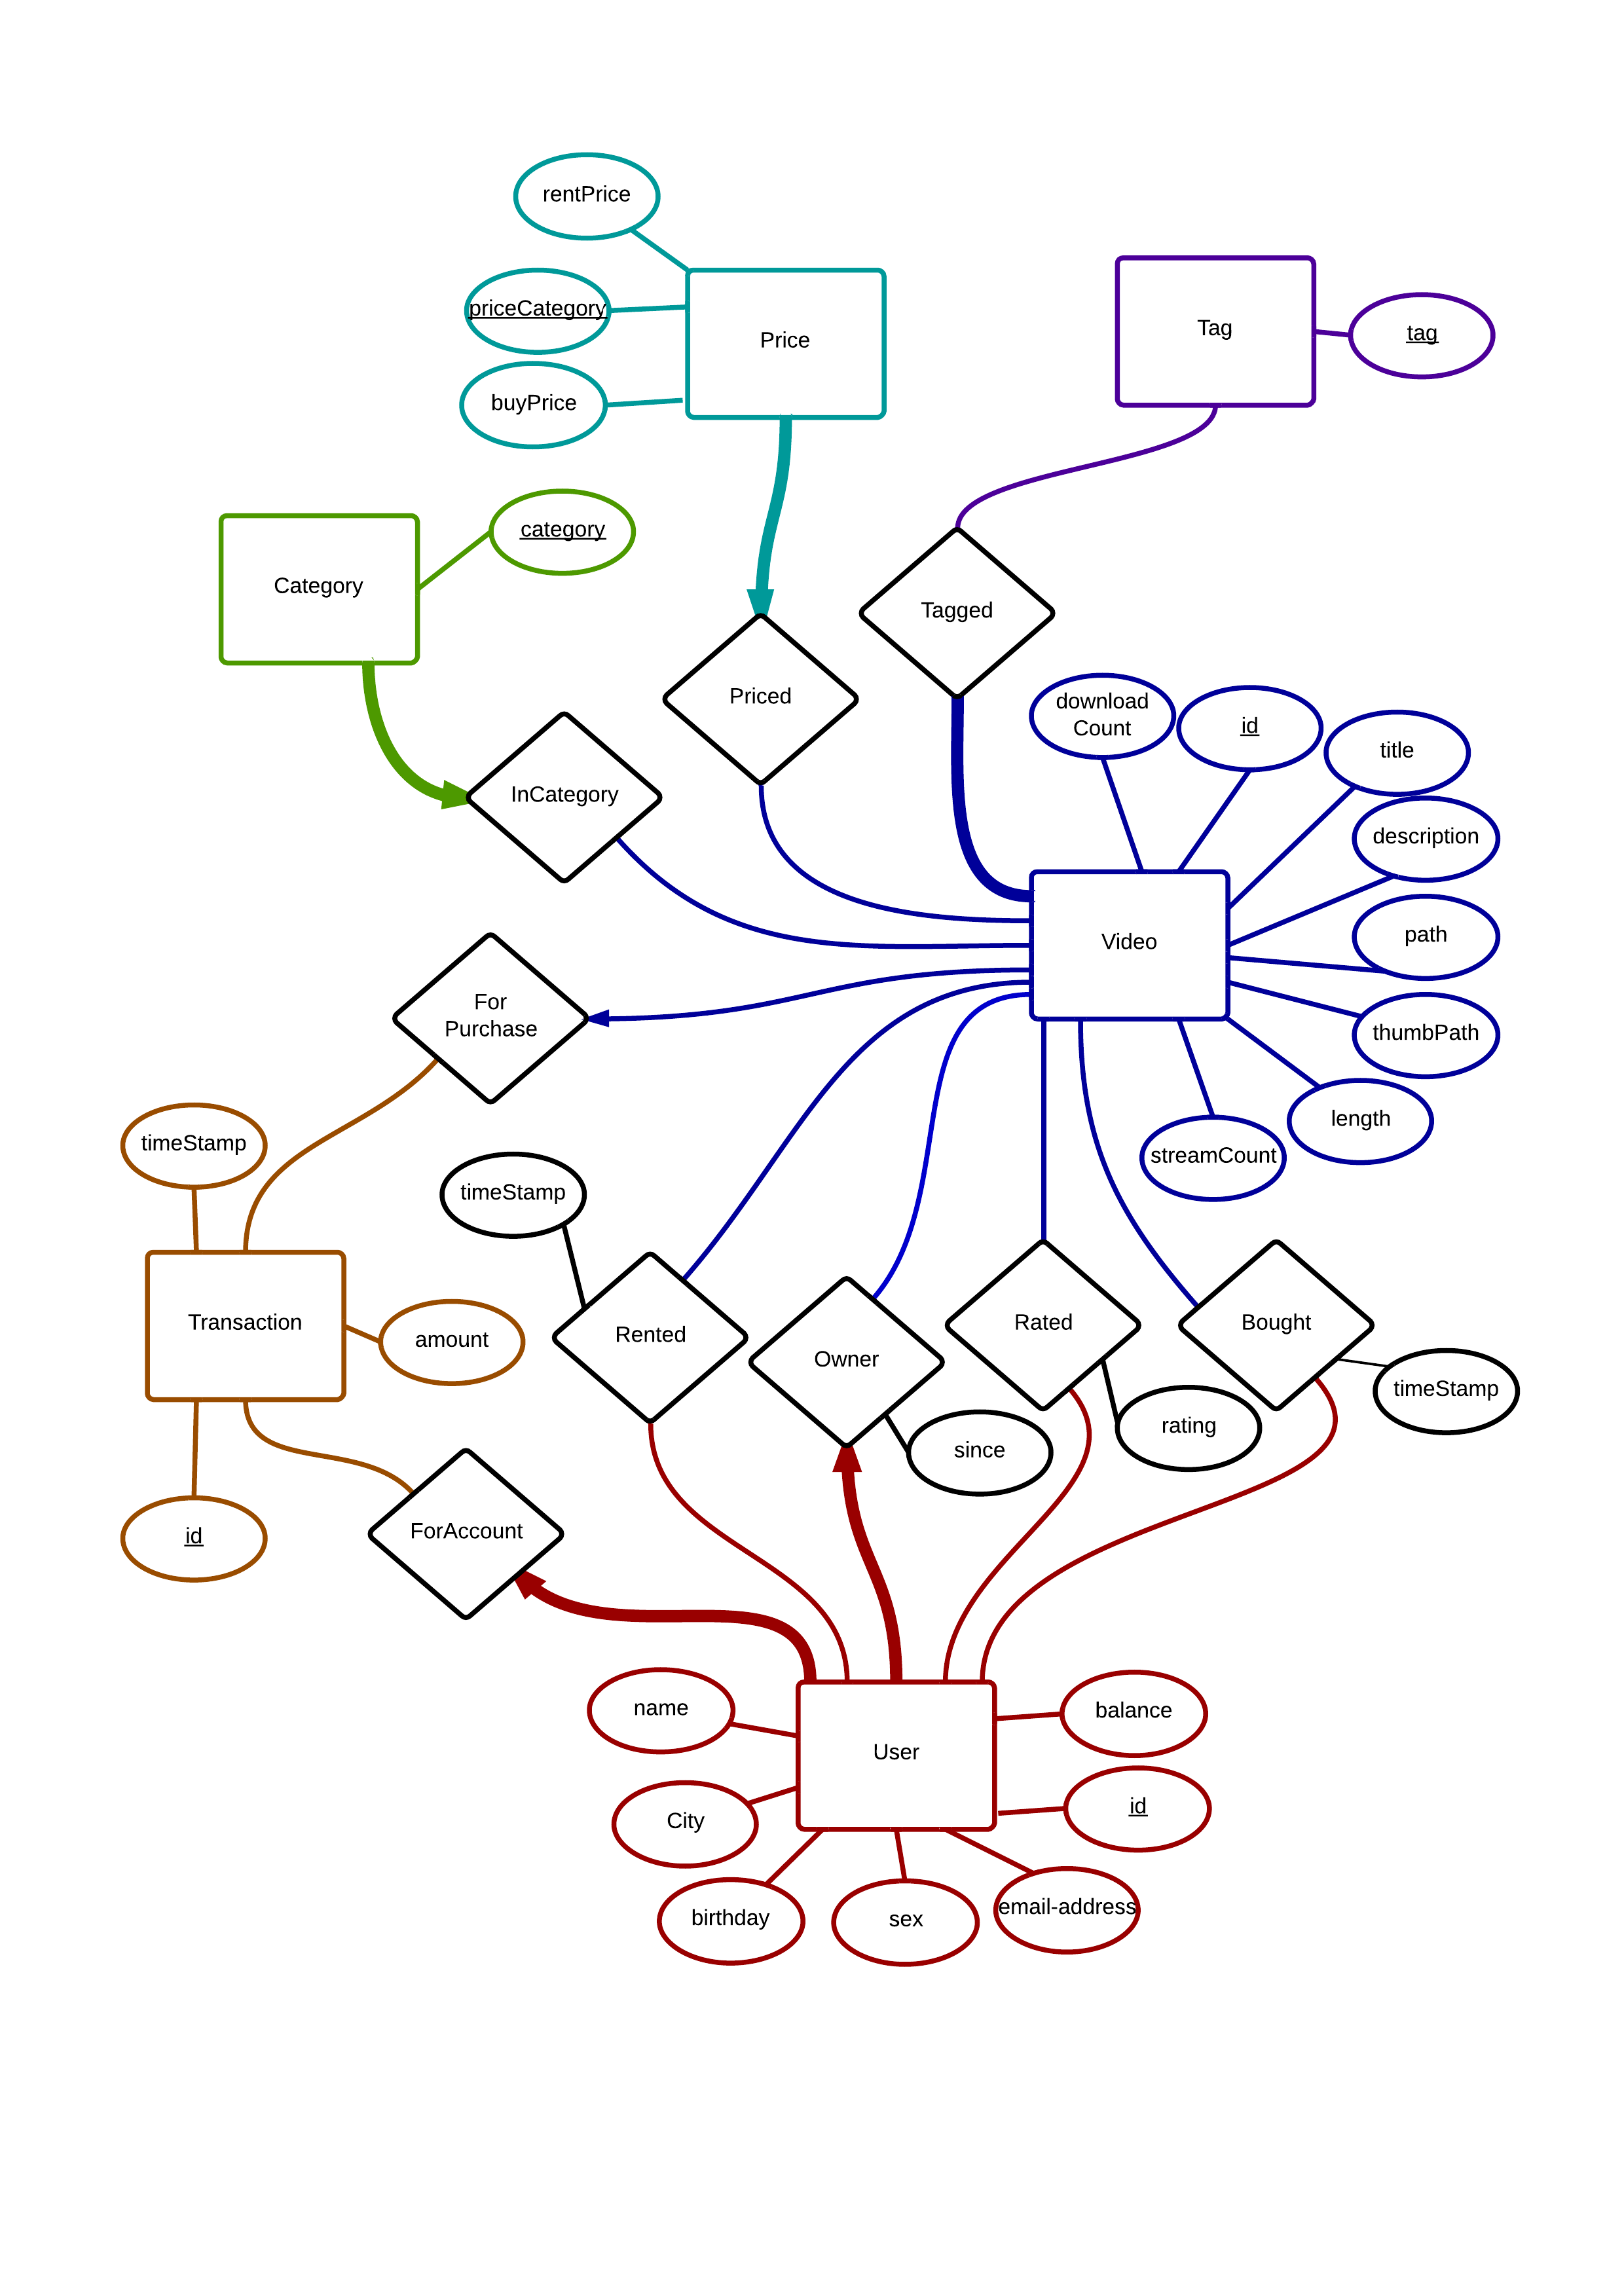 rentPrice
priceCategory
Price
Tag
tag
buyPrice
category
Category
Tagged
Priced
download
Count
id
title
InCategory
description
Video
path
For
Purchase
thumbPath
length
timeStamp
streamCount
timeStamp
Transaction
amount
Rented
Owner
Rated
Bought
timeStamp
rating
since
id
ForAccount
name
balance
User
City
id
birthday
sex
email-address